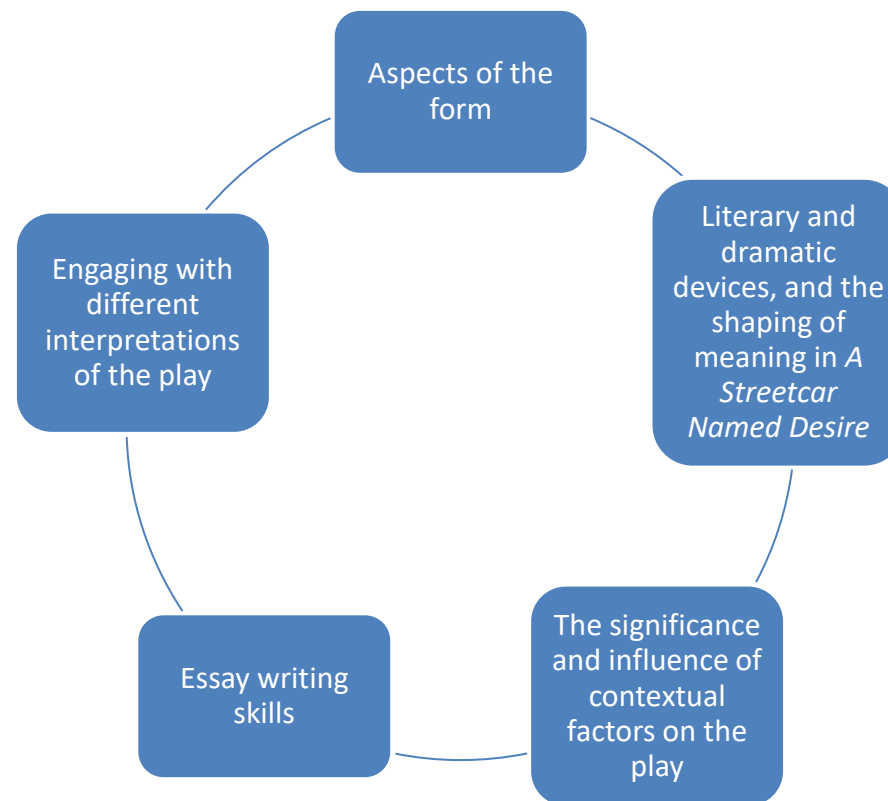 Aspects of the
form
Literary and
dramatic
devices, and the
shaping of
meaning in A
Streetcar
Named Desire
The significance
and influence of
contextual
factors on the
play
Essay writing
skills
Engaging with
different
interpretations
of the play